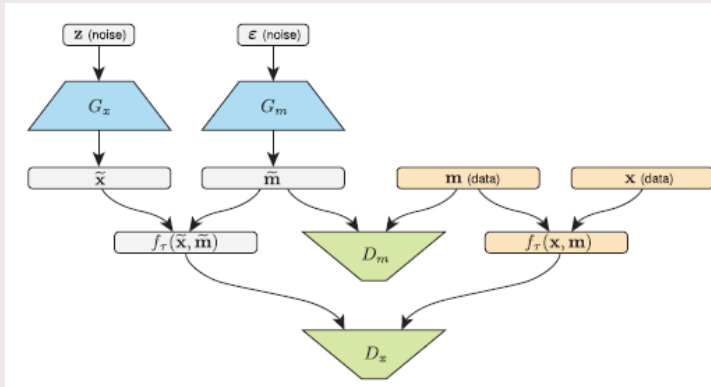 z (noise)
ε (noise)
G_x
G_m
x̃
m̃
m (data)
x (data)
f_τ(x̃, m̃)
D_m
f_τ(x, m)
D_x